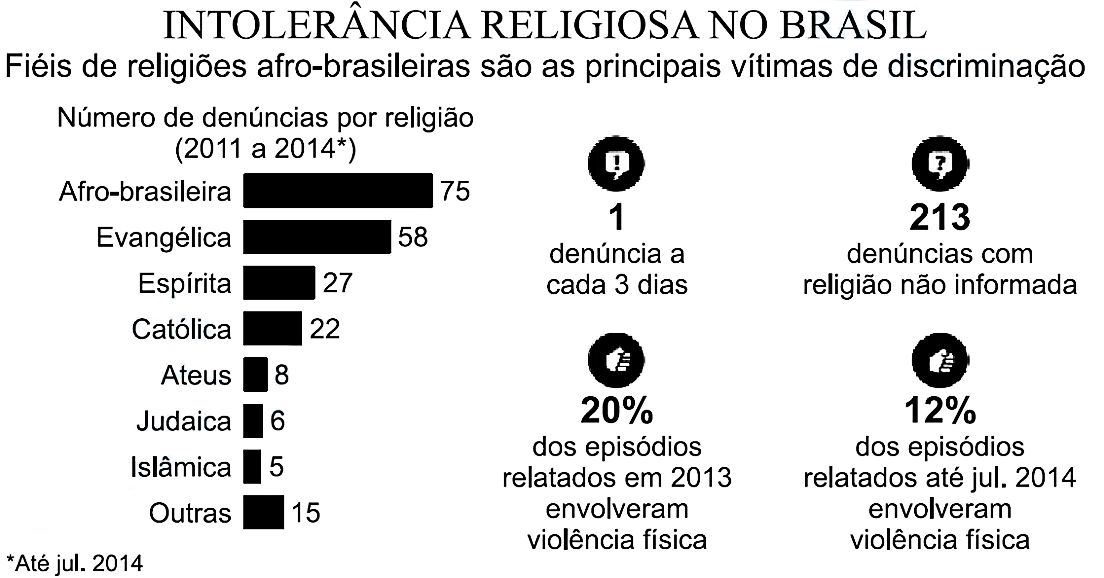 INTOLERÂNCIA RELIGIOSA NO BRASIL
Fiéis de religiões afro-brasileiras são as principais vítimas de discriminação
Número de denúncias por religião
(2011 a 2014*)
Afro-brasileira 75
Evangélica 58
Espírita 27
Católica 22
Ateus 8
Judaica 6
Islâmica 5
Outras 15
*Até jul. 2014
!
1
denúncia a
cada 3 dias
?
213
denúncias com
religião não informada
20%
dos episódios
relatados em 2013
envolveram
violência física
12%
dos episódios
relatados até jul. 2014
envolveram
violência física